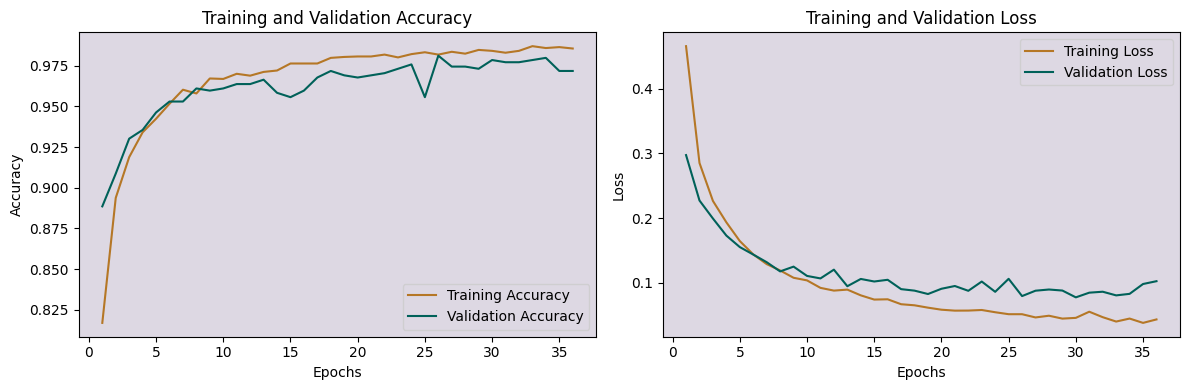 Training and Validation Accuracy
0.975
0.950
0.925
0.900
0.875
0.850
0.825
Accuracy
Training Accuracy
Validation Accuracy
0 5 10 15 20 25 30 35
Epochs
Training and Validation Loss
0.4
0.3
0.2
0.1
Loss
Training Loss
Validation Loss
0 5 10 15 20 25 30 35
Epochs